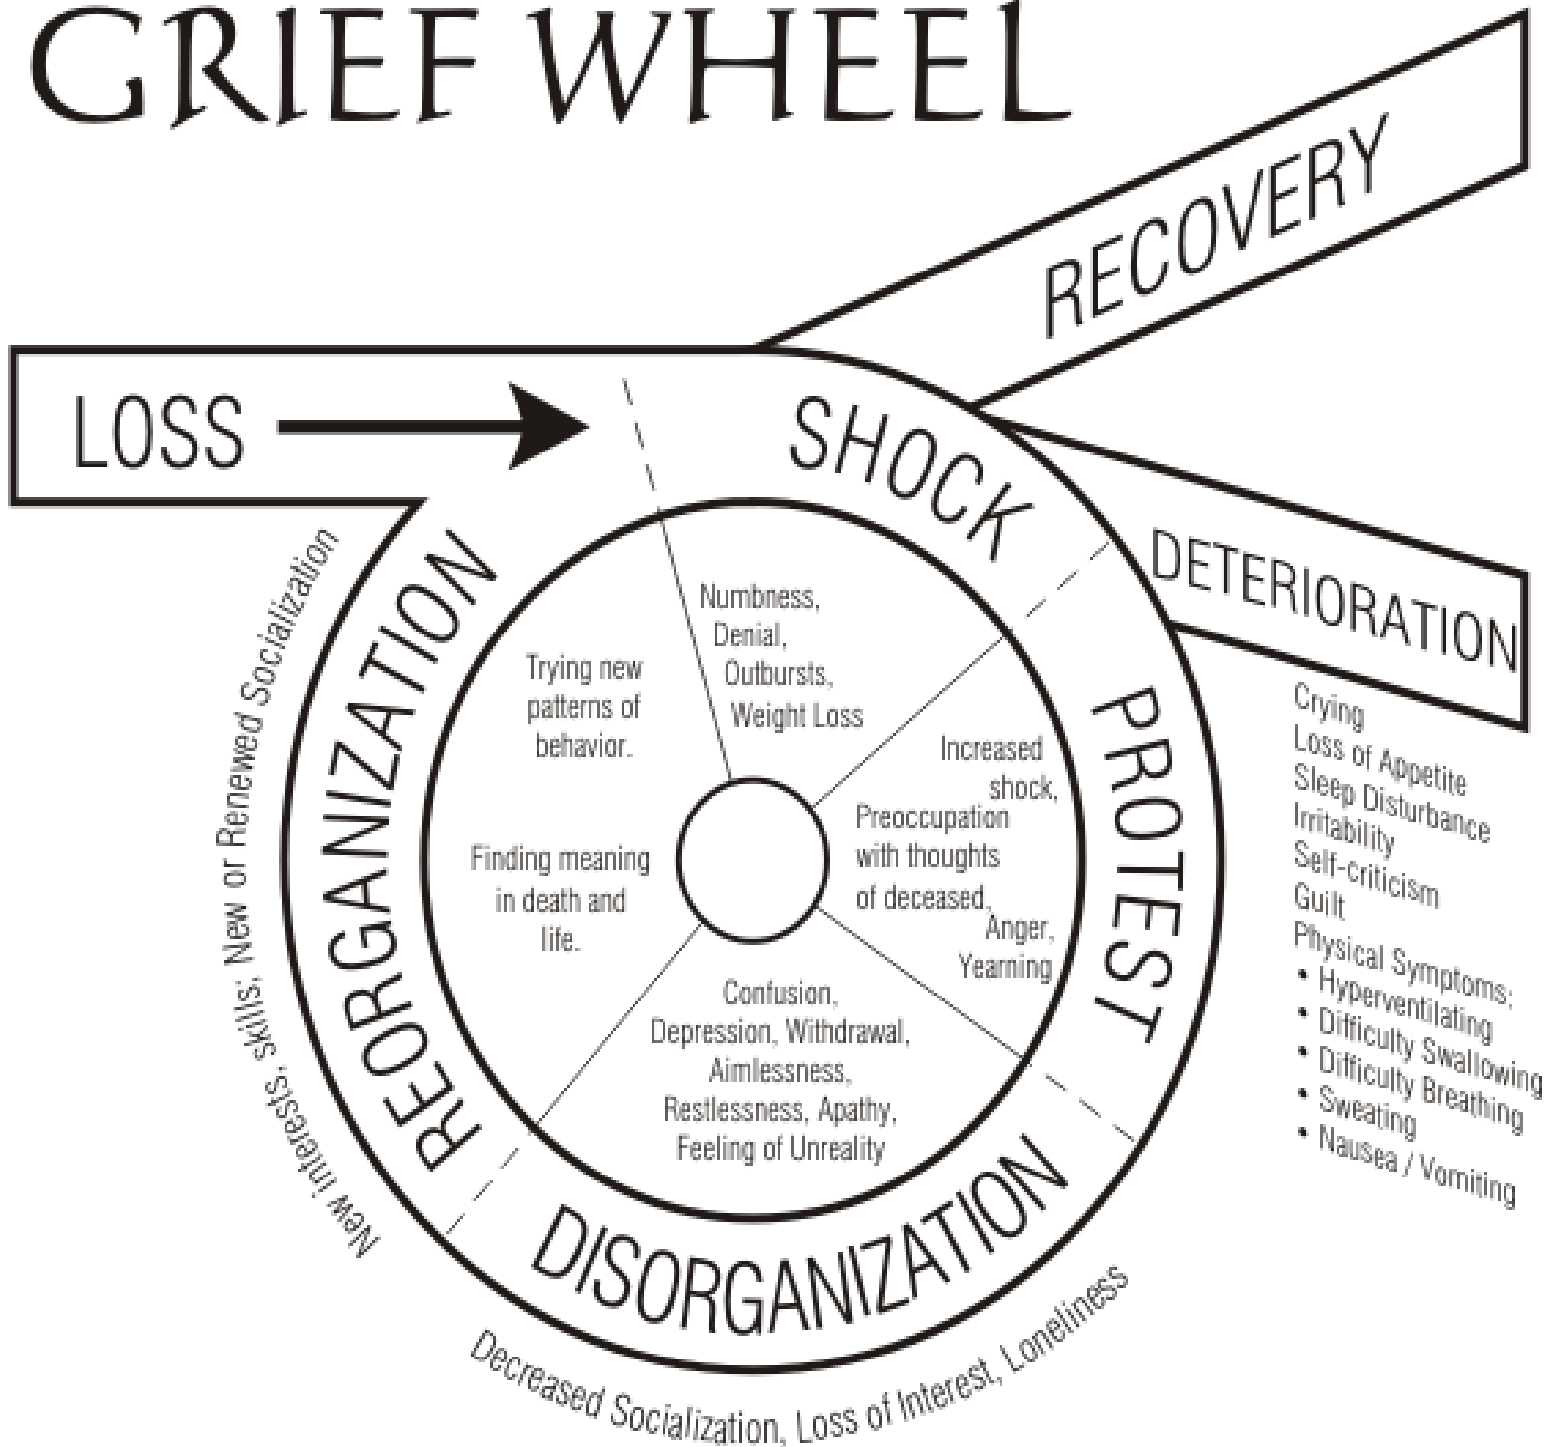 GRIEF WHEEL
RECOVERY
LOSS
SHOCK
DETERIORATION
PROTEST
DISORGANIZATION
REORGANIZATION
Numbness,
Denial,
Outbursts,
Weight Loss
Increased
shock,
Preoccupation
with thoughts
of deceased,
Anger,
Yearning
Confusion,
Depression, Withdrawal,
Aimlessness,
Restlessness, Apathy,
Feeling of Unreality
Trying new
patterns of
behavior.
Finding meaning
in death and
life.
Crying
Loss of Appetite
Sleep Disturbance
Irritability
Self-criticism
Guilt
Physical Symptoms:
• Hyperventilating
• Difficulty Swallowing
• Difficulty Breathing
• Sweating
• Nausea / Vomiting
Decreased Socialization, Loss of Interest, Loneliness
New interests, skills; New or Renewed Socialization